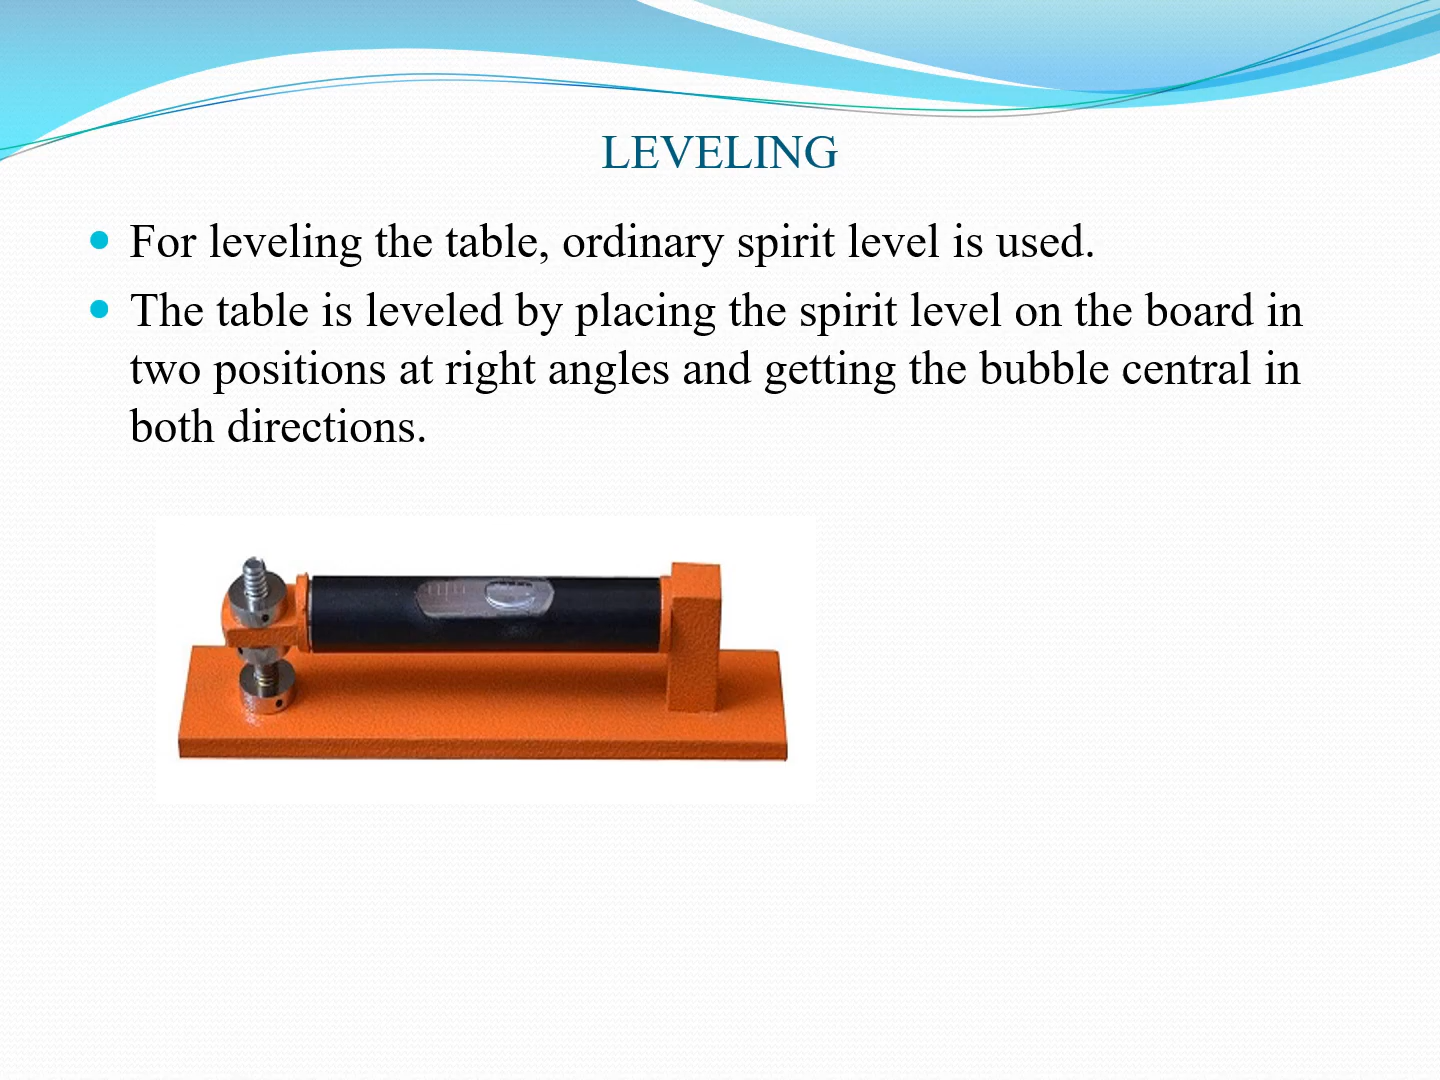 LEVELING
• For leveling the table, ordinary spirit level is used.
• The table is leveled by placing the spirit level on the board in
two positions at right angles and getting the bubble central in
both directions.